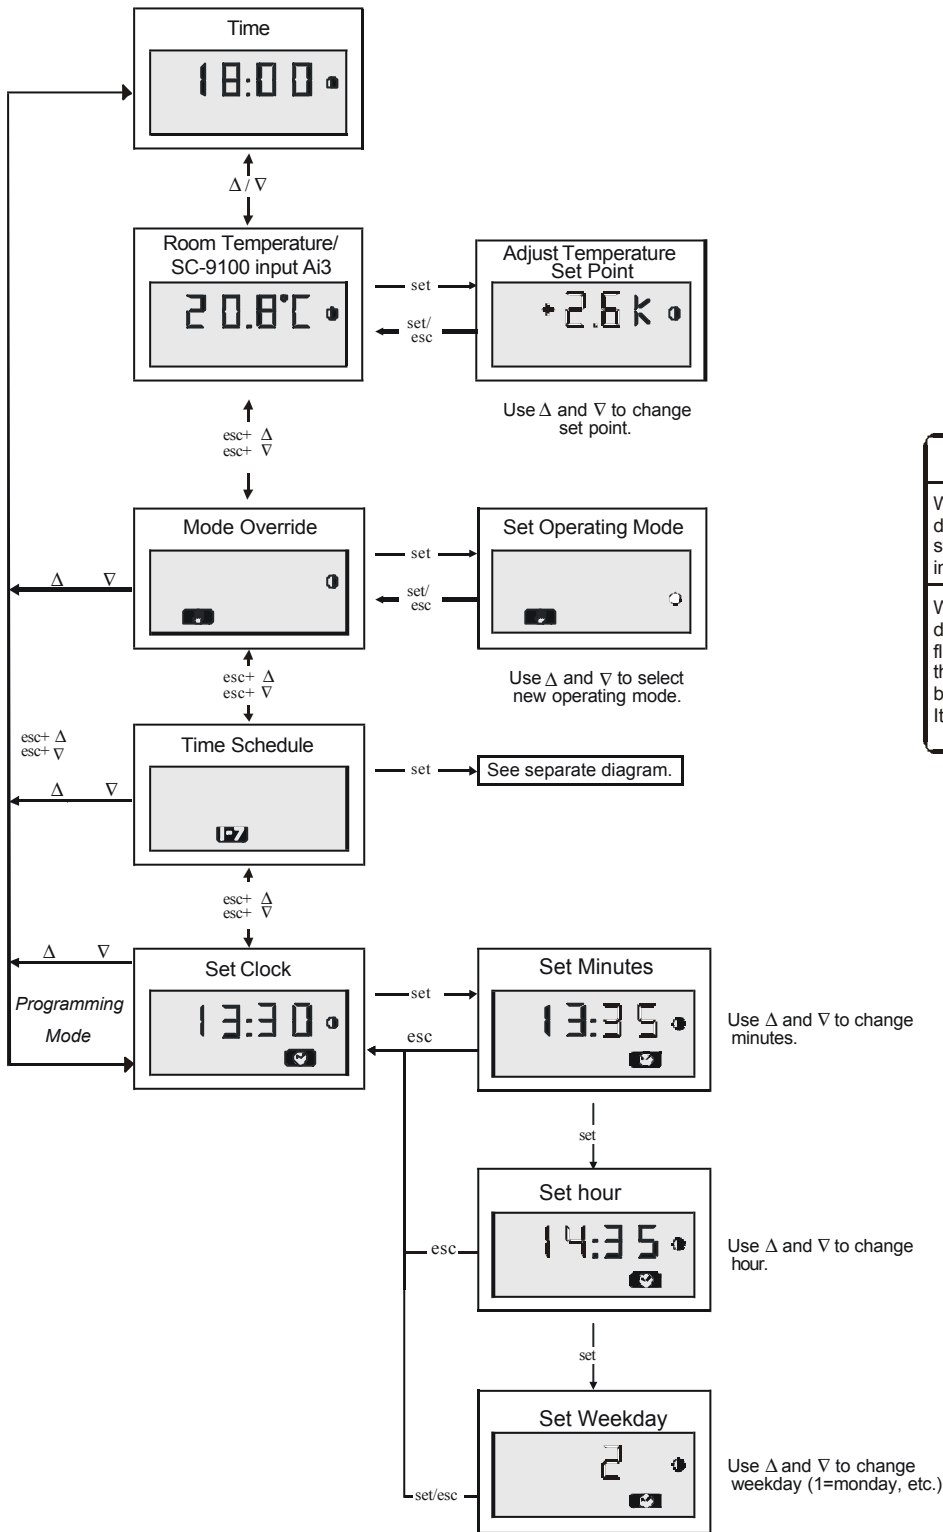 Time
18:00
Δ / ∇
Room Temperature/
SC-9100 input Ai3
20.8°C
set
set/
esc
Adjust Temperature
Set Point
+2.6K
Use Δ and ∇ to change
set point.
esc+ Δ
esc+ ∇
Mode Override
Δ ∇
set
set/
esc
Set Operating Mode
Use Δ and ∇ to select
new operating mode.
esc+ Δ
esc+ ∇
esc+ Δ
esc+ ∇
Time Schedule
1-7
Δ ∇
set
See separate diagram.
esc+ Δ
esc+ ∇
Δ ∇
Programming
Mode
Set Clock
13:30
set
esc
Set Minutes
13:35
Use Δ and ∇ to change
minutes.
set
Set hour
14:35
esc
Use Δ and ∇ to change
hour.
set
Set Weekday
2
set/esc
Use Δ and ∇ to change
weekday (1=monday, etc.)
It